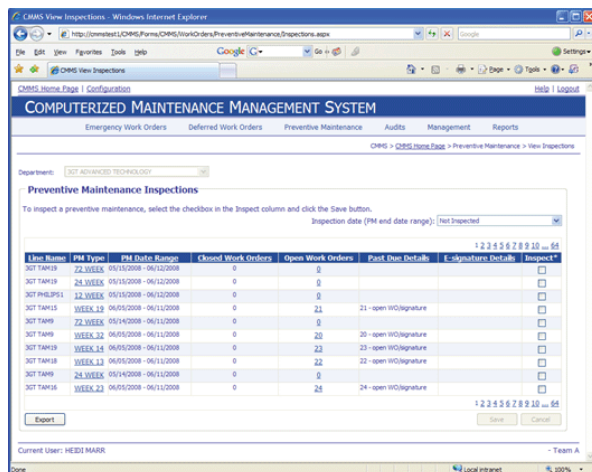 CMMS View Inspections - Windows Internet Explorer
http://cmmstest1/CMMS/Forms/CMMS/WorkOrders/PreventiveMaintenance/Inspections.aspx
Google
File Edit View Favorites Tools Help
Google
Go
Settings
CMMS View Inspections
Page Tools
CMMS Home Page | Configuration
Help | Logout
COMPUTERIZED MAINTENANCE MANAGEMENT SYSTEM
Emergency Work Orders Deferred Work Orders Preventive Maintenance Audits Management Reports
CMMS > CMMS Home Page > Preventive Maintenance > View Inspections
Department: 3GT ADVANCED TECHNOLOGY
Preventive Maintenance Inspections
To inspect a preventive maintenance, select the checkbox in the Inspect column and click the Save button.
Inspection date (PM end date range): Not Inspected
1 2 3 4 5 6 7 8 9 10 ... 64
Line Name PM Type PM Date Range Closed Work Orders Open Work Orders Past Due Details E-signature Details Inspect*
3GT TAM19 72 WEEK 05/15/2008 - 06/12/2008 0 0
3GT TAM19 24 WEEK 05/15/2008 - 06/12/2008 0 0
3GT PHILIPS1 12 WEEK 05/15/2008 - 06/12/2008 0 0
3GT TAM15 WEEK 19 06/05/2008 - 06/11/2008 0 21 21 - open WO/signature
3GT TAM9 72 WEEK 05/14/2008 - 06/11/2008 0 0
3GT TAM9 WEEK 32 06/05/2008 - 06/11/2008 0 20 20 - open WO/signature
3GT TAM19 WEEK 14 06/05/2008 - 06/11/2008 0 23 23 - open WO/signature
3GT TAM18 WEEK 13 06/05/2008 - 06/11/2008 0 22 22 - open WO/signature
3GT TAM9 24 WEEK 05/14/2008 - 06/11/2008 0 0
3GT TAM16 WEEK 23 06/05/2008 - 06/11/2008 0 24 24 - open WO/signature
1 2 3 4 5 6 7 8 9 10 ... 64
Export Save Cancel
Current User: HEIDI MARR
- Team A
Done
Local intranet
100%